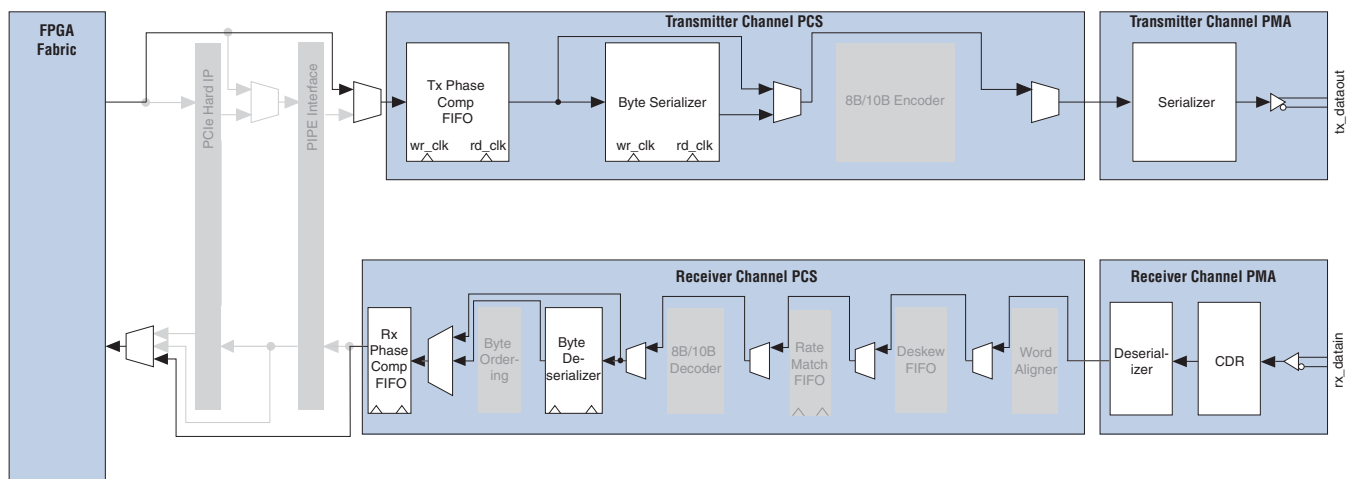 FPGA
Fabric
PCIe Hard IP
PIPE Interface
Transmitter Channel PCS
Tx Phase
Comp
FIFO
wr_clk
rd_clk
Byte Serializer
wr_clk
rd_clk
8B/10B Encoder
Transmitter Channel PMA
Serializer
tx_dataout
Receiver Channel PCS
Rx
Phase
Comp
FIFO
Byte
Order-
ing
Byte
De-
serializer
8B/10B
Decoder
Rate
Match
FIFO
Deskew
FIFO
Word
Aligner
Receiver Channel PMA
Deserial-
izer
CDR
rx_datain